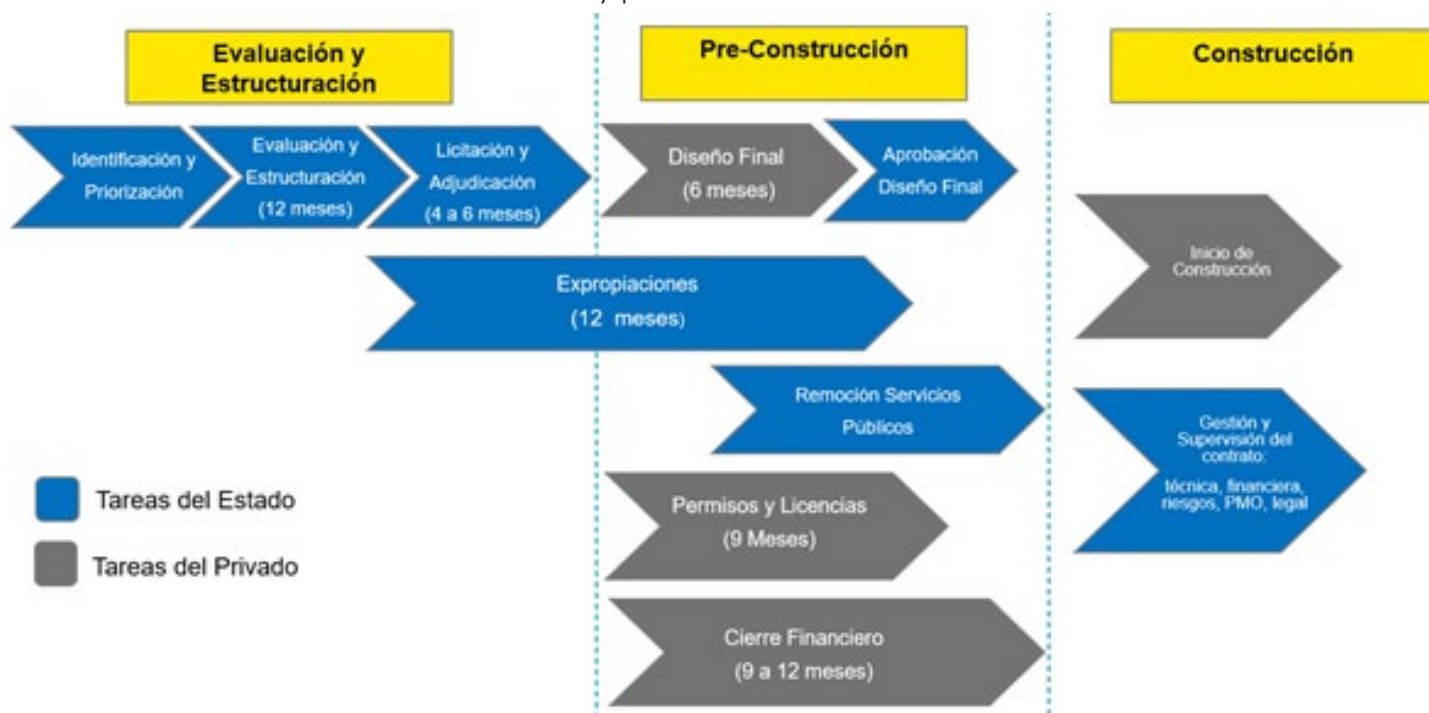 Evaluación y
Estructuración
Pre-Construcción
Construcción
Identificación y
Priorización
Evaluación y
Estructuración
(12 meses)
Licitación y
Adjudicación
(4 a 6 meses)
Diseño Final
(6 meses)
Aprobación
Diseño Final
Inicio de
Construcción
Expropiaciones
(12 meses)
Remoción Servicios
Públicos
Gestión y
Supervisión del
contrato:
técnica, financiera,
riesgos, PMO, legal
Tareas del Estado
Tareas del Privado
Permisos y Licencias
(9 Meses)
Cierre Financiero
(9 a 12 meses)